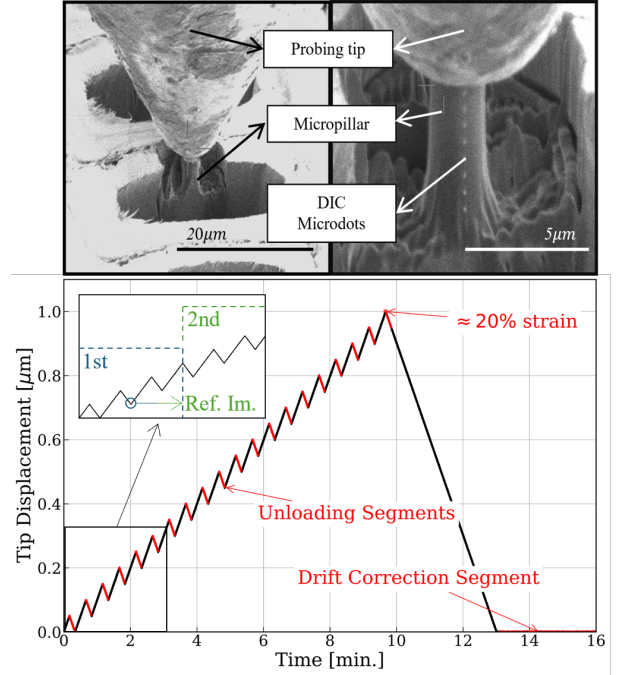 Probing tip
Micropillar
DIC
Microdots
20μm
5μm
Tip Displacement [μm]
1.0
0.8
0.6
0.4
0.2
0.0
1st
2nd
Ref. Im.
≈20% strain
Unloading Segments
Drift Correction Segment
0 2 4 6 8 10 12 14 16
Time [min.]